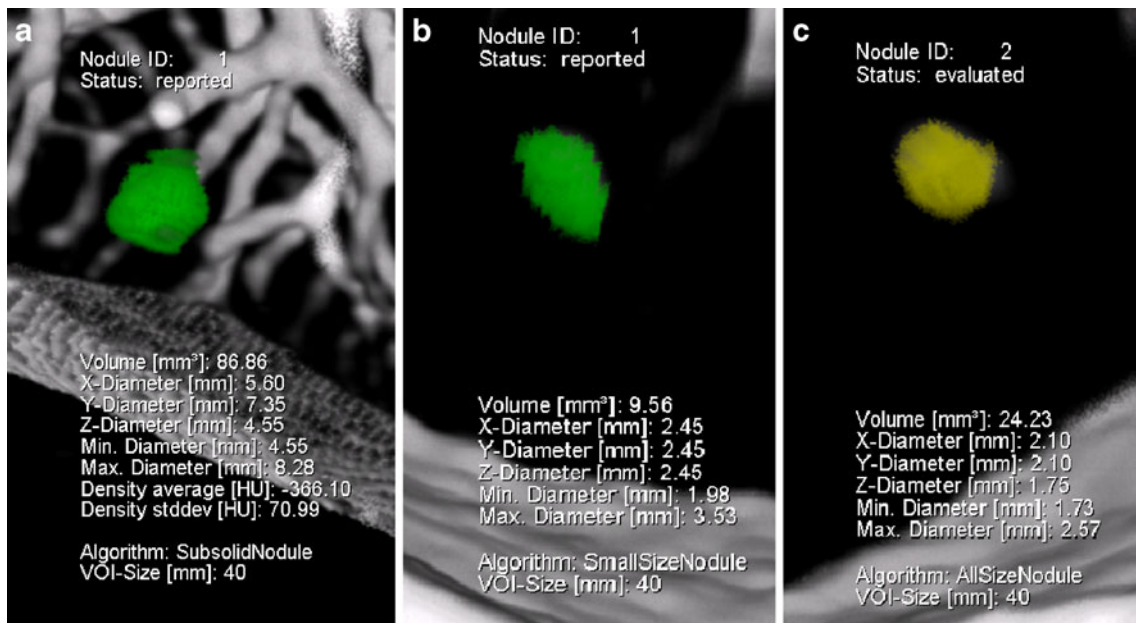 a
Nodule ID: 1
Status: reported
Volume [mm³]: 86.86
X-Diameter [mm]: 5.60
Y-Diameter [mm]: 7.35
Z-Diameter [mm]: 4.55
Min. Diameter [mm]: 4.55
Max. Diameter [mm]: 8.28
Density average [HU]: -366.10
Density stddev [HU]: 70.99
Algorithm: SubsolidNodule
VOI-Size [mm]: 40
b
Nodule ID: 1
Status: reported
Volume [mm³]: 9.56
X-Diameter [mm]: 2.45
Y-Diameter [mm]: 2.45
Z-Diameter [mm]: 2.45
Min. Diameter [mm]: 1.98
Max. Diameter [mm]: 3.53
Algorithm: SmallSizeNodule
VOI-Size [mm]: 40
c
Nodule ID: 2
Status: evaluated
Volume [mm³]: 24.23
X-Diameter [mm]: 2.10
Y-Diameter [mm]: 2.10
Z-Diameter [mm]: 1.75
Min. Diameter [mm]: 1.73
Max. Diameter [mm]: 2.57
Algorithm: AllSizeNodule
VOI-Size [mm]: 40